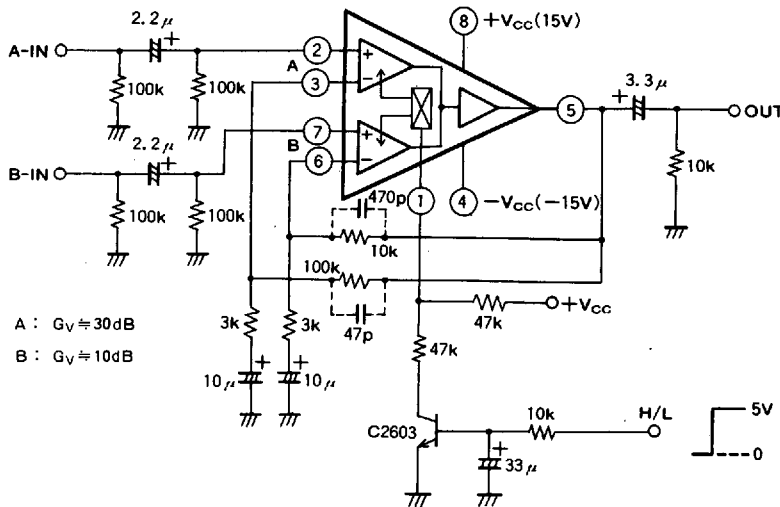 2.2μ
+
A-IN
100k
100k
2
3
A
+
−
8
+VCC(15V)
3.3μ
+
5
OUT
10k
2.2μ
+
B-IN
100k
100k
7
6
B
+
−
1
4
−VCC(−15V)
470p
10k
100k
47p
47k
+VCC
A : GV≒30dB
B : GV≒10dB
3k
3k
10μ
+
10μ
+
47k
C2603
10k
H/L
+
33μ
5V
0